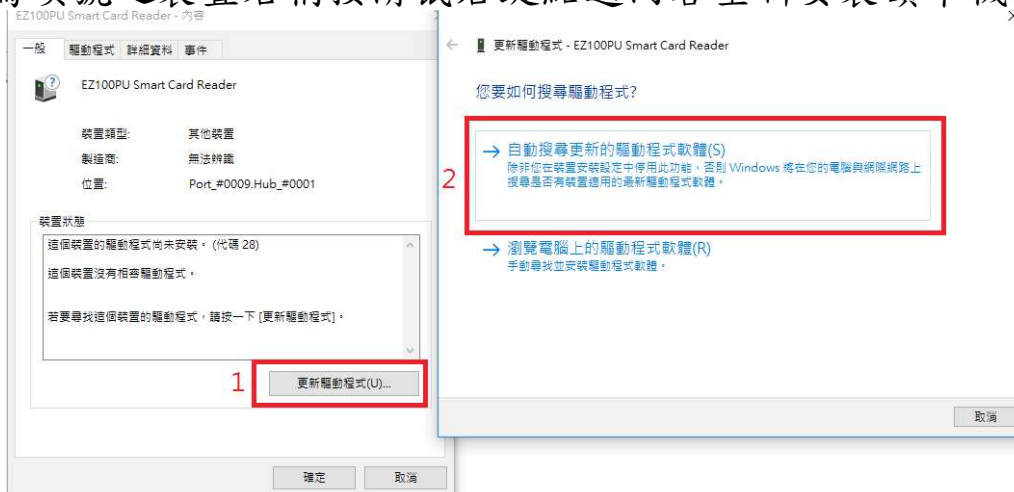 EZ100PU Smart Card Reader - 內容
一般 驅動程式 詳細資料 事件
EZ100PU Smart Card Reader
裝置類型: 其他裝置
製造商: 無法辨識
位置: Port_#0009.Hub_#0001
裝置狀態
這個裝置的驅動程式尚未安裝。 (代碼 28)
這個裝置沒有相容驅動程式。
若要尋找這個裝置的驅動程式，請按一下 [更新驅動程式]。
1
更新驅動程式(U)...
確定 取消
更新驅動程式 - EZ100PU Smart Card Reader
您要如何搜尋驅動程式?
2
自動搜尋更新的驅動程式軟體(S)
除非您在裝置安裝設定中停用此功能，否則 Windows 將在您的電腦與網際網路上
搜尋是否有裝置適用的最新驅動程式軟體。
瀏覽電腦上的驅動程式軟體(R)
手動尋找並安裝驅動程式軟體。
取消